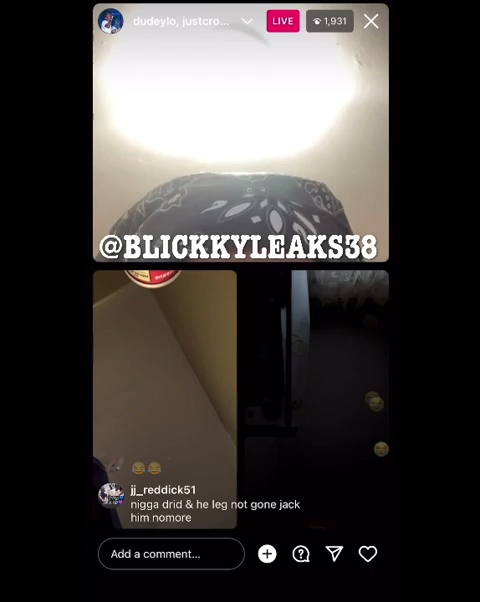 dudeylo, justcro...
LIVE
1,931
@BLICKKYLEAKS38
jj_reddick51
nigga drid & he leg not gone jack
him nomore
Add a comment...